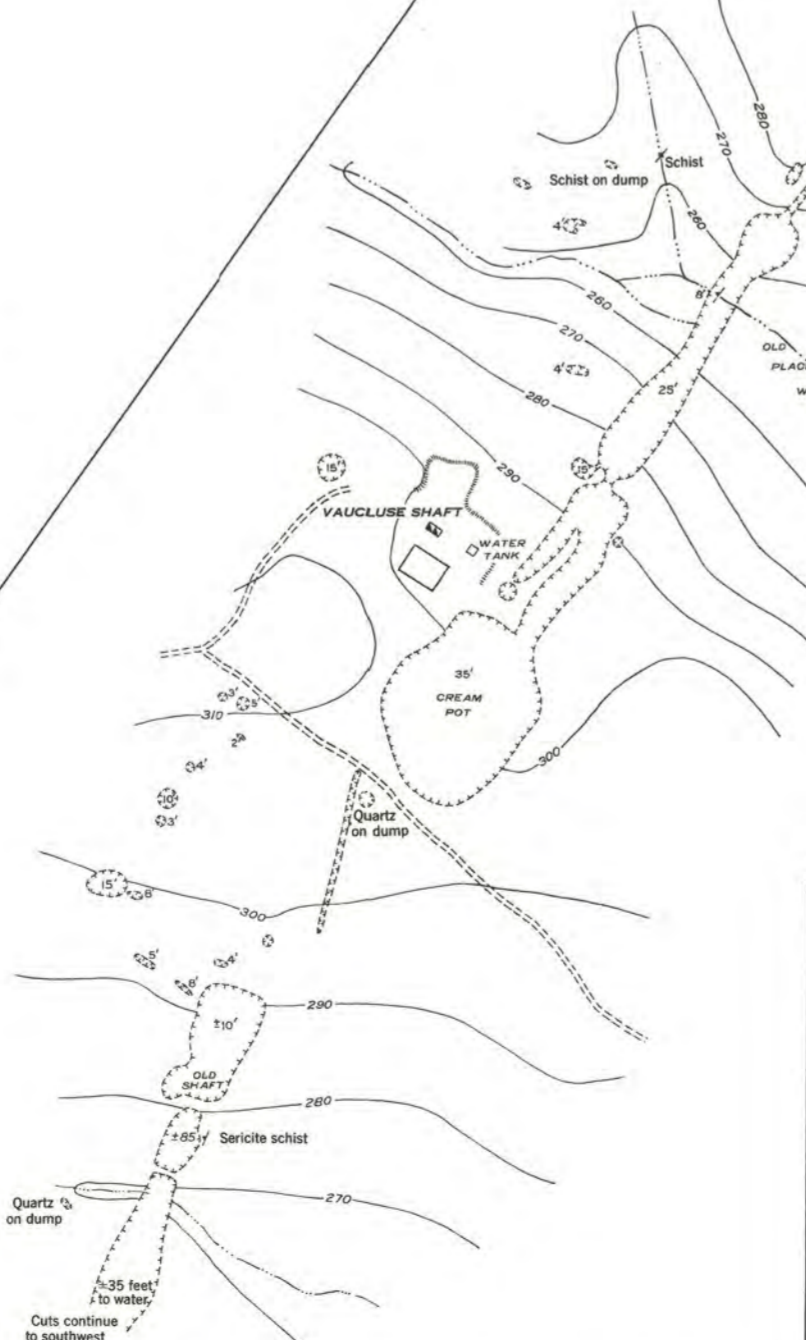 280
270
Schist
Schist on dump
260
4'
8'
260
OLD
270
4'
25'
280
290
15'
15'
VAUCLUSE SHAFT
WATER
TANK
35'
CREAM
POT
3'
5'
310
2'
300
4'
10'
3'
Quartz
on dump
15'
8'
300
5'
4'
8'
290
±10'
OLD
SHAFT
280
±85
Sericite schist
270
Quartz
on dump
±35 feet
to water
Cuts continue
to southwest